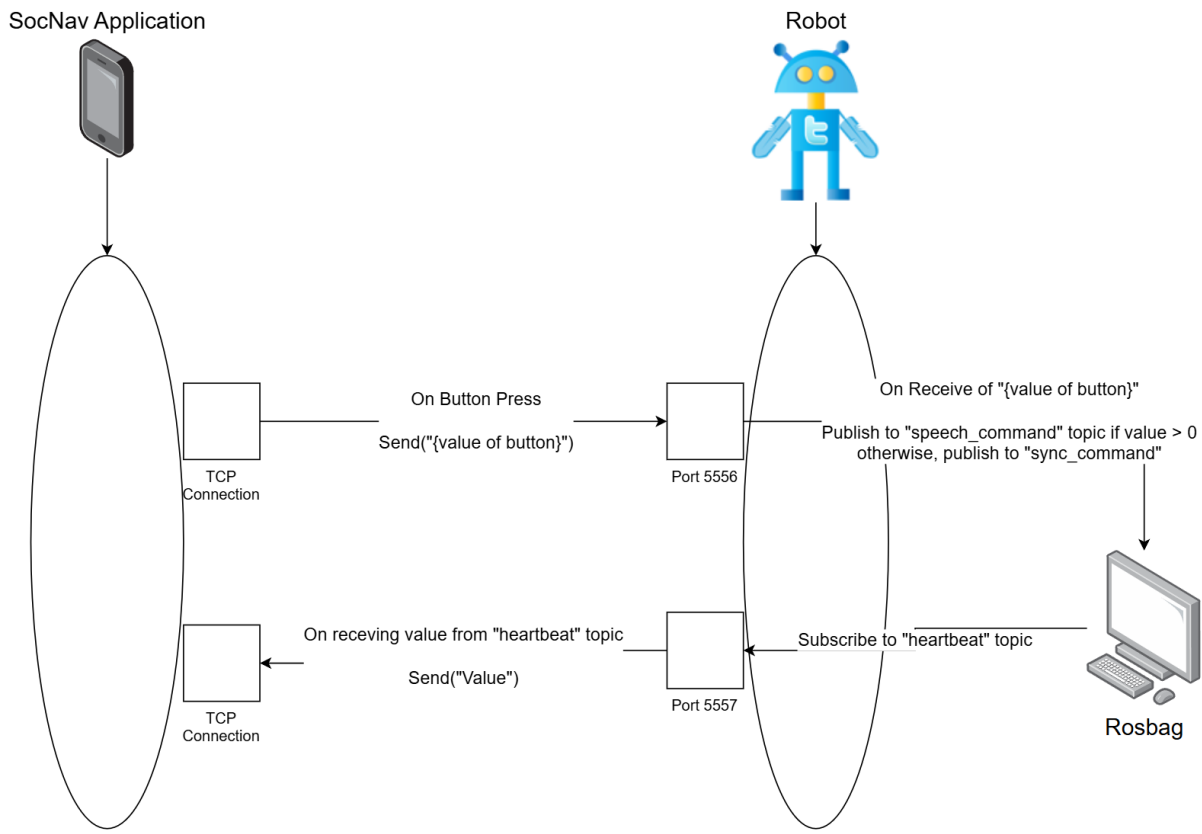 SocNav Application
Robot
On Button Press
Send("{value of button}")
TCP
Connection
Port 5556
On Receive of "{value of button}"
Publish to "speech_command" topic if value > 0
otherwise, publish to "sync_command"
On receving value from "heartbeat" topic
Send("Value")
TCP
Connection
Port 5557
Subscribe to "heartbeat" topic
Rosbag